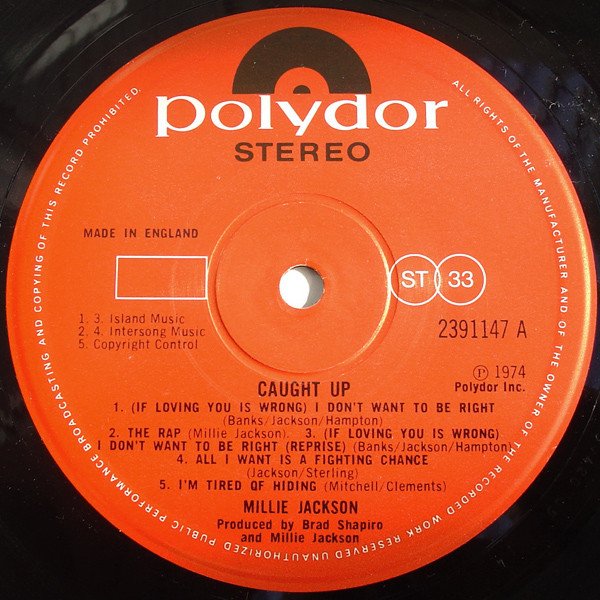 polydor
STEREO
ALL RIGHTS OF THE MANUFACTURER AND OF THE OWNER OF THE RECORDED WORK RESERVED UNAUTHORIZED PUBLIC PERFORMANCE BROADCASTING AND COPYING OF THIS RECORD PROHIBITED.
MADE IN ENGLAND
ST 33
1. 3. Island Music
2. 4. Intersong Music
5. Copyright Control
2391147 A
℗ 1974
Polydor Inc.
CAUGHT UP
1. (IF LOVING YOU IS WRONG) I DON'T WANT TO BE RIGHT
(Banks/Jackson/Hampton)
2. THE RAP (Millie Jackson). 3. (IF LOVING YOU IS WRONG)
I DON'T WANT TO BE RIGHT (REPRISE) (Banks/Jackson/Hampton)
4. ALL I WANT IS A FIGHTING CHANCE
(Jackson/Sterling)
5. I'M TIRED OF HIDING (Mitchell/Clements)
MILLIE JACKSON
Produced by Brad Shapiro
and Millie Jackson